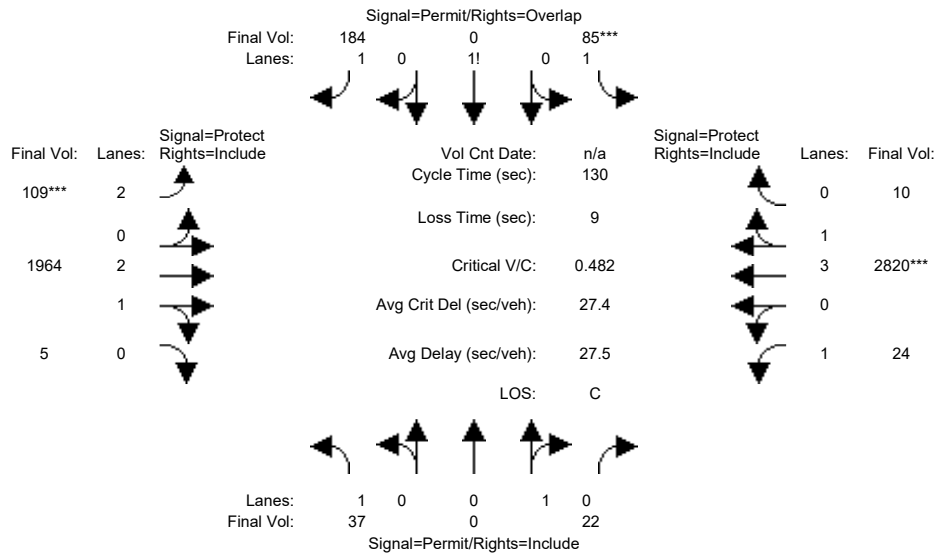 Signal=Permit/Rights=Overlap
Final Vol: 184 0 85***
Lanes: 1 0 1! 0 1
Signal=Protect Signal=Protect
Final Vol: Lanes: Rights=Include Vol Cnt Date: n/a Rights=Include Lanes: Final Vol:
Cycle Time (sec): 130
109*** 2 0 10
Loss Time (sec): 9
0 1
1964 2 Critical V/C: 0.482 3 2820***
1 Avg Crit Del (sec/veh): 27.4 0
5 0 Avg Delay (sec/veh): 27.5 1 24
LOS: C
Lanes: 1 0 0 1 0
Final Vol: 37 0 22
Signal=Permit/Rights=Include